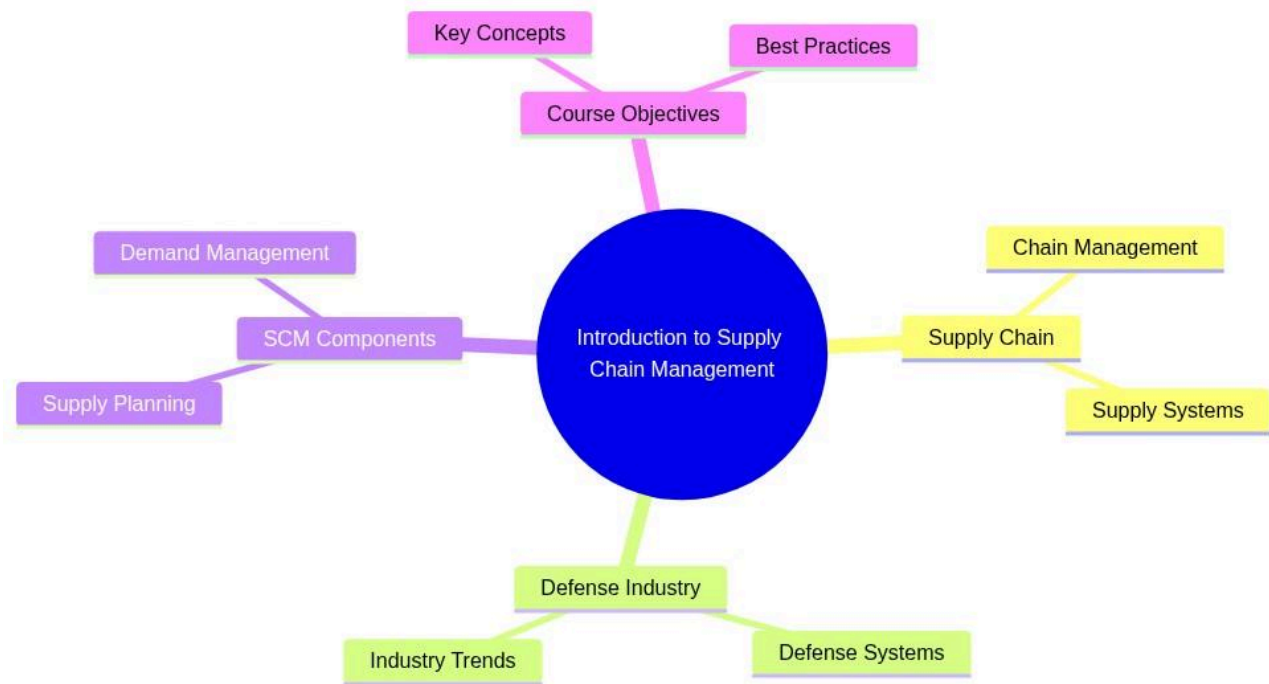 Key Concepts
Best Practices
Course Objectives
Demand Management
Chain Management
SCM Components
Introduction to Supply
Chain Management
Supply Chain
Supply Planning
Supply Systems
Defense Industry
Industry Trends
Defense Systems